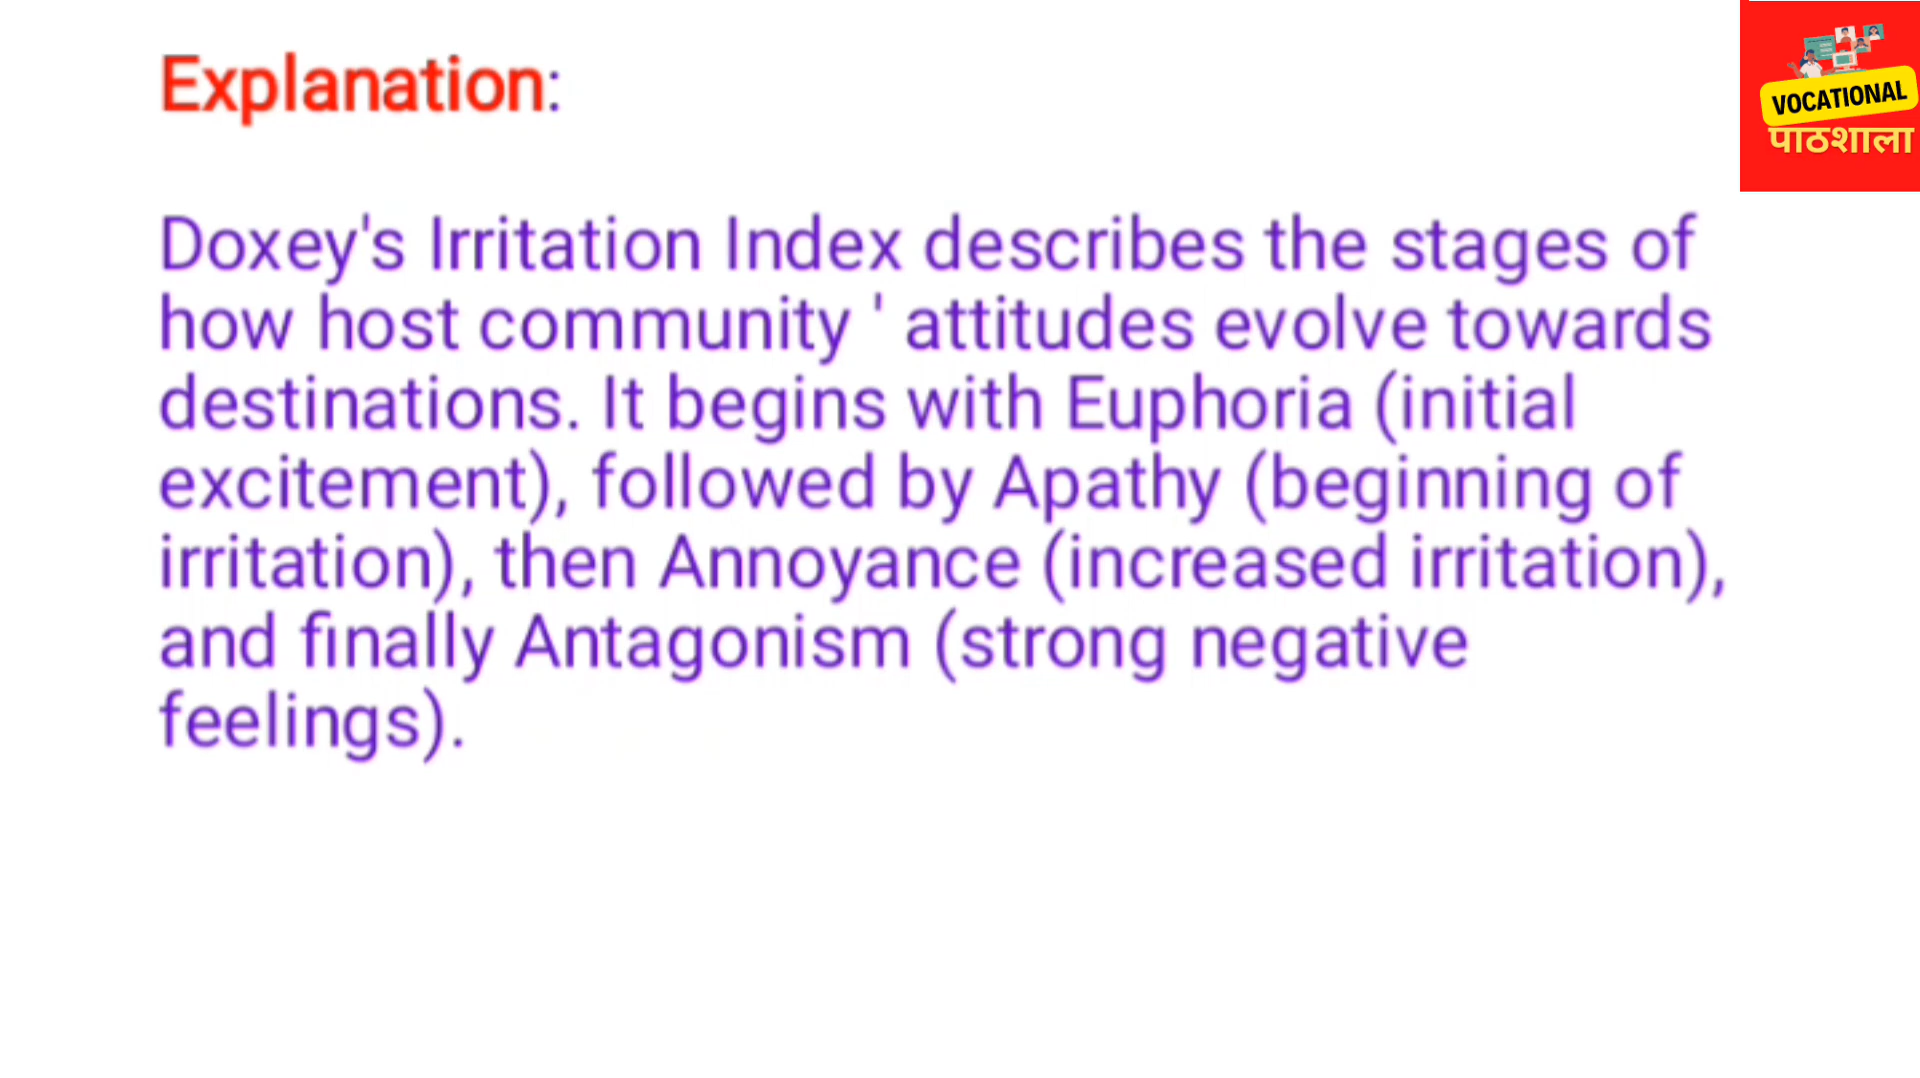 Explanation:
VOCATIONAL
पाठशाला
Doxey's Irritation Index describes the stages of
how host community ' attitudes evolve towards
destinations. It begins with Euphoria (initial
excitement), followed by Apathy (beginning of
irritation), then Annoyance (increased irritation),
and finally Antagonism (strong negative
feelings).